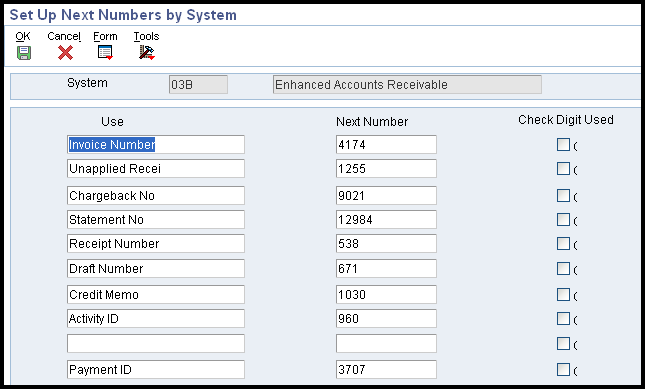 Set Up Next Numbers by System
OK Cancel Form Tools
System 03B Enhanced Accounts Receivable
Use Next Number Check Digit Used
Invoice Number 4174
Unapplied Recei 1255
Chargeback No 9021
Statement No 12984
Receipt Number 538
Draft Number 671
Credit Memo 1030
Activity ID 960
Payment ID 3707